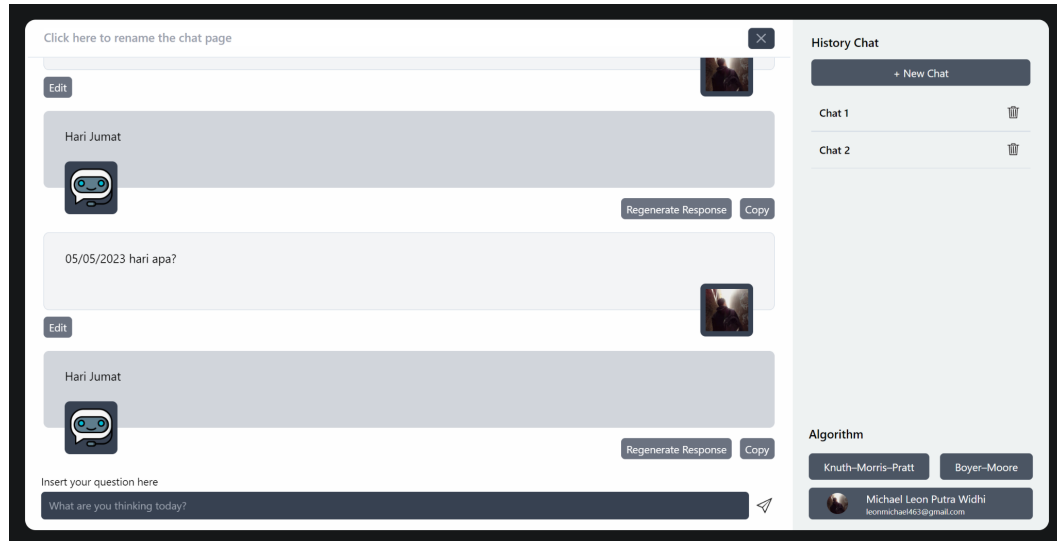 Click here to rename the chat page
Edit
Hari Jumat
Regenerate Response
Copy
05/05/2023 hari apa?
Edit
Hari Jumat
Regenerate Response
Copy
Insert your question here
What are you thinking today?
History Chat
+ New Chat
Chat 1
Chat 2
Algorithm
Knuth–Morris–Pratt
Boyer–Moore
Michael Leon Putra Widhi
leonmichael463@gmail.com